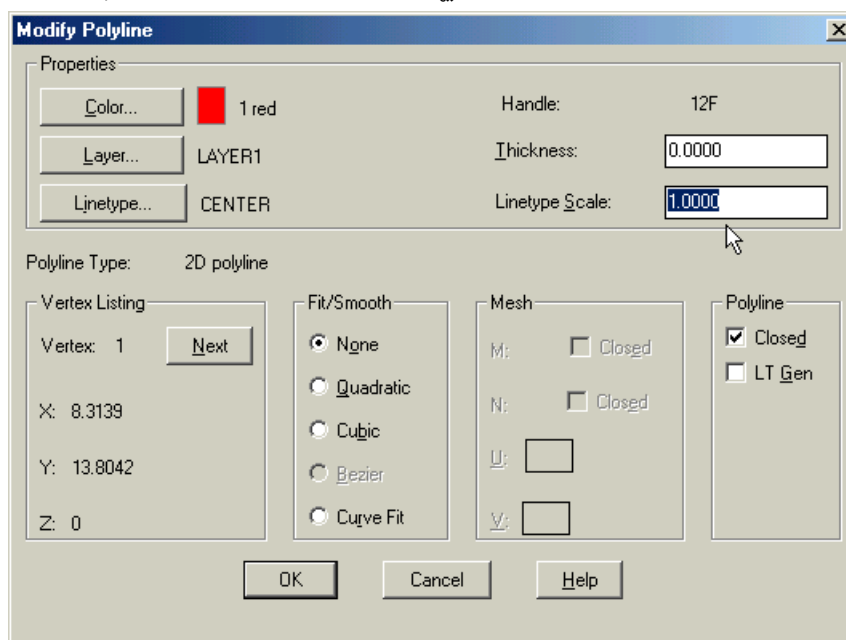 Modify Polyline
Properties
Color... 1 red
Handle: 12F
Layer... LAYER1
Thickness: 0.0000
Linetype... CENTER
Linetype Scale: 1.0000
Polyline Type: 2D polyline
Vertex Listing
Vertex: 1 Next
X: 8.3139
Y: 13.8042
Z: 0
Fit/Smooth
None
Quadratic
Cubic
Bezier
Curve Fit
Mesh
M: Closed
N: Closed
U:
V:
Polyline
Closed
LT Gen
OK Cancel Help